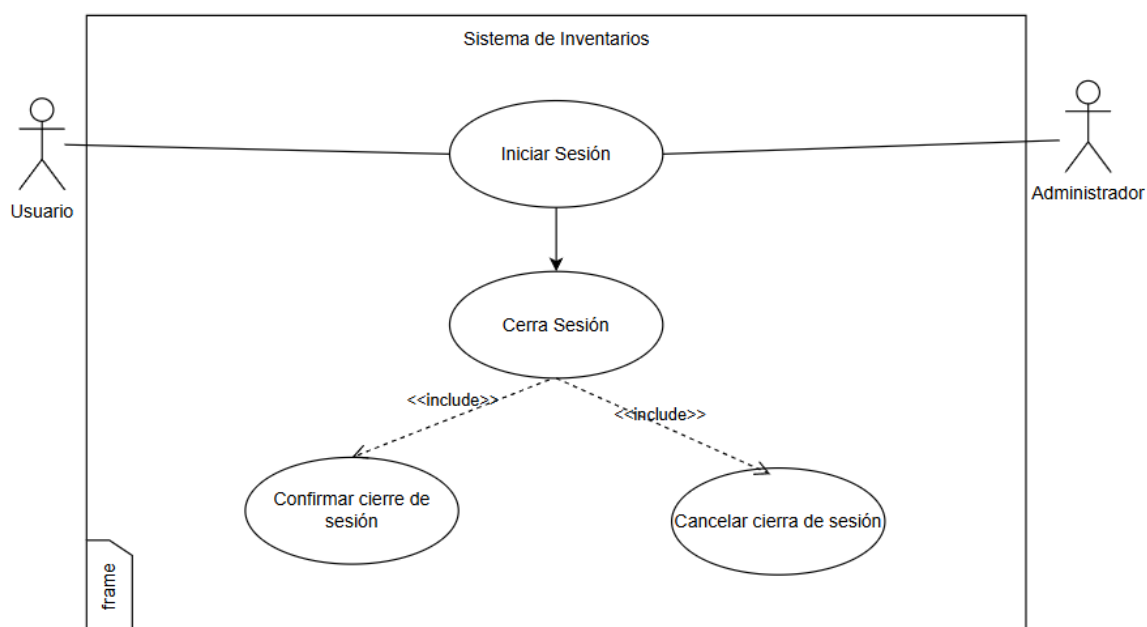 Sistema de Inventarios
Iniciar Sesión
Usuario
Administrador
Cerra Sesión
<<include>>
<<include>>
Confirmar cierre de
sesión
Cancelar cierra de sesión
frame